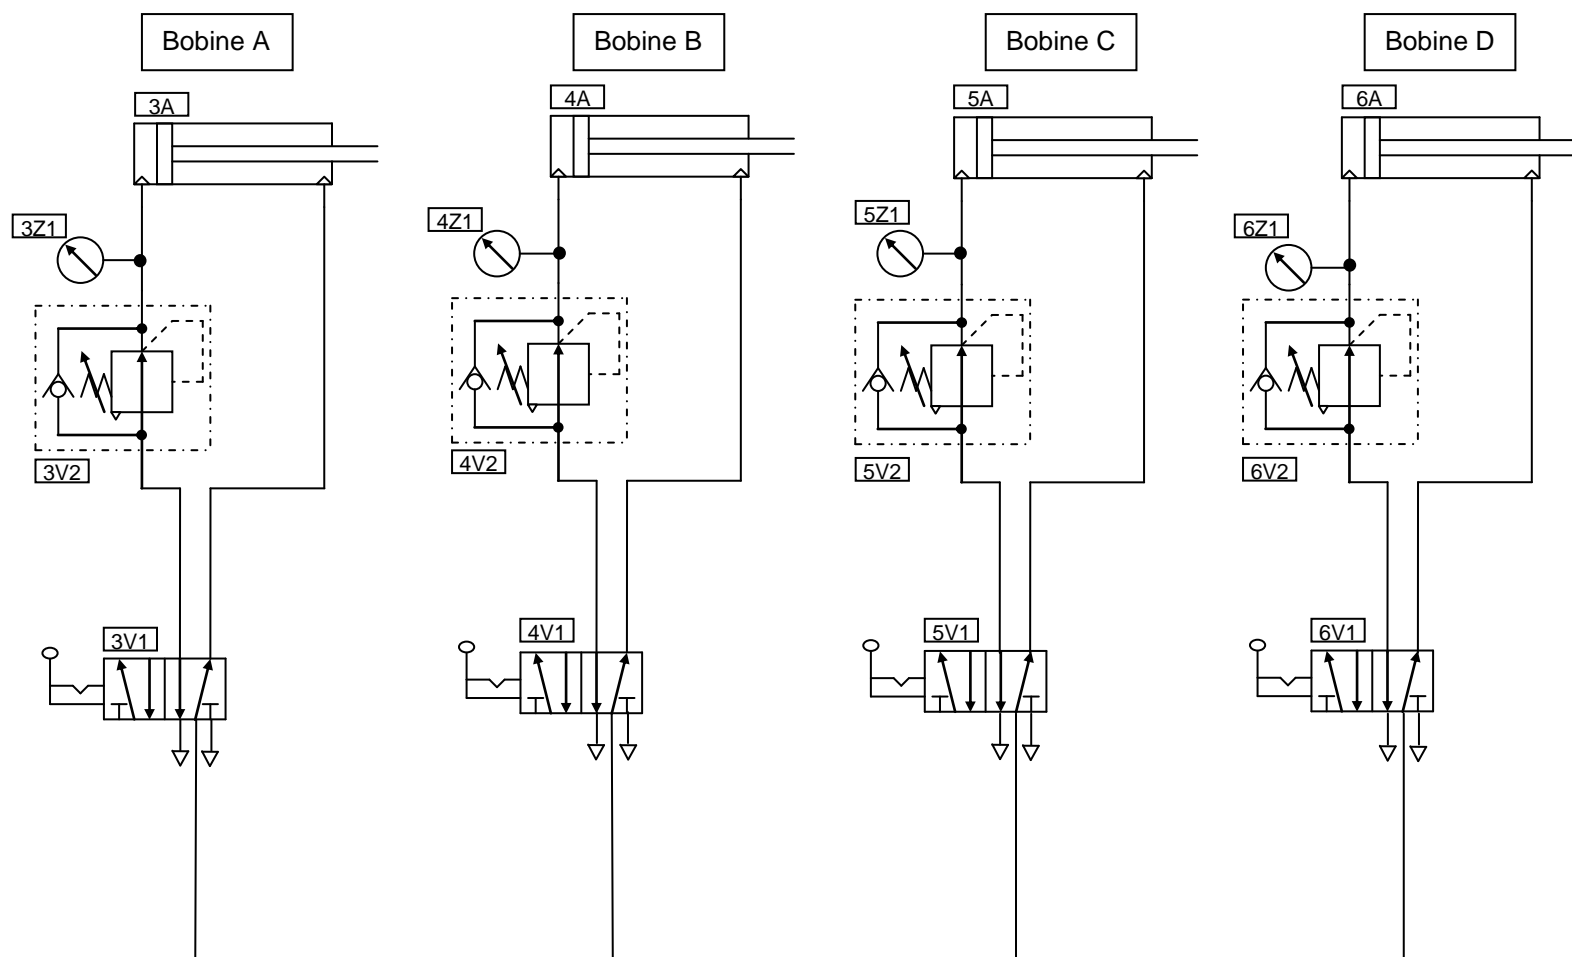 Bobine A
Bobine B
Bobine C
Bobine D
3A
4A
5A
6A
3Z1
4Z1
5Z1
6Z1
3V2
4V2
5V2
6V2
3V1
4V1
5V1
6V1